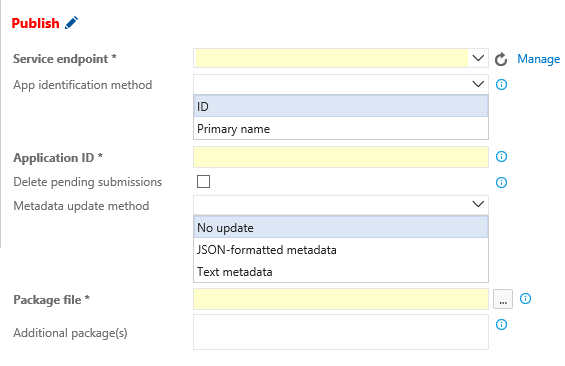 Publish
Service endpoint *
Manage
App identification method
ID
Primary name
Application ID *
Delete pending submissions
Metadata update method
No update
JSON-formatted metadata
Text metadata
Package file *
...
Additional package(s)